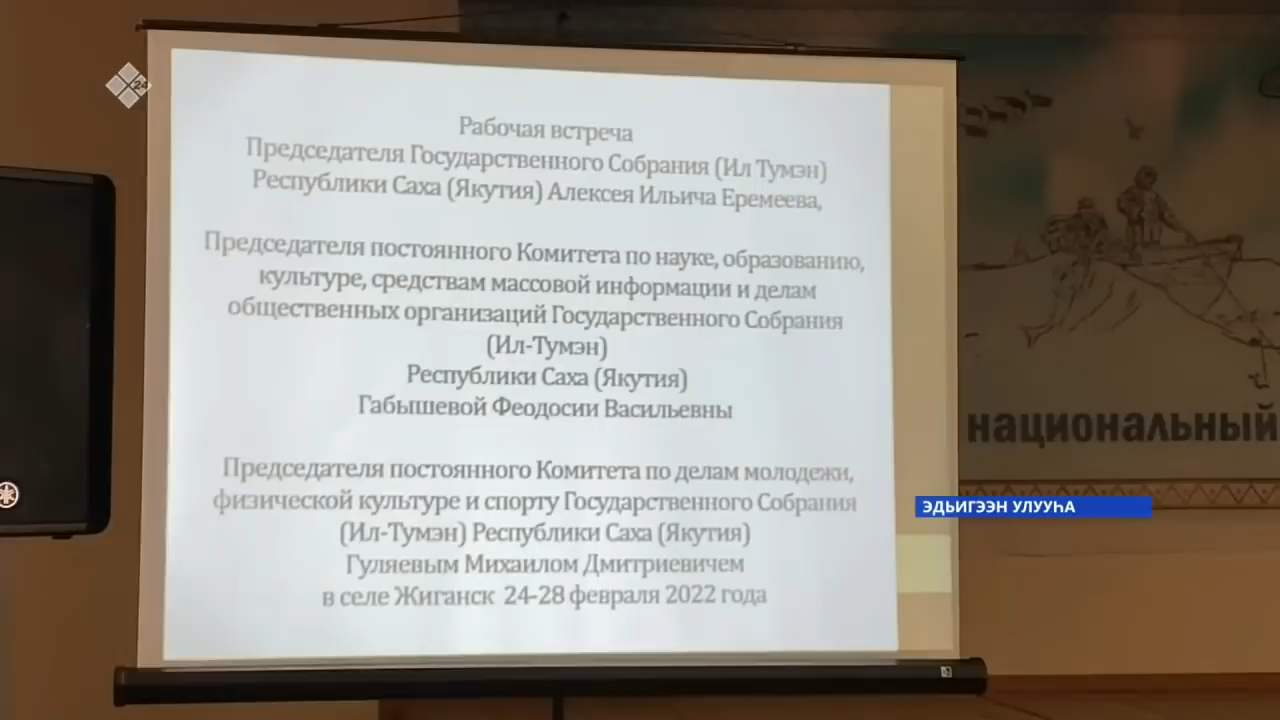 24
Рабочая встреча
Председателя Государственного Собрания (Ил Тумэн)
Республики Саха (Якутия) Алексея Ильича Еремеева,
Председателя постоянного Комитета по науке, образованию,
культуре, средствам массовой информации и делам
общественных организаций Государственного Собрания
(Ил-Тумэн)
Республики Саха (Якутия)
Габышевой Феодосии Васильевны
Председателя постоянного Комитета по делам молодежи,
физической культуре и спорту Государственного Собрания
(Ил-Тумэн) Республики Саха (Якутия)
Гуляевым Михаилом Дмитриевичем
в селе Жиганск 24-28 февраля 2022 года
национальный
ЭДЬИГЭЭН УЛУУҺА